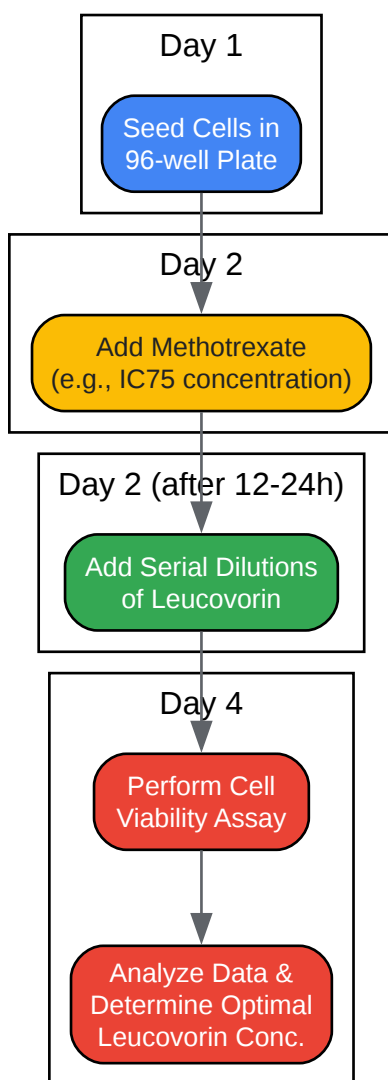 Day 1
Seed Cells in
96-well Plate
Day 2
Add Methotrexate
(e.g., IC75 concentration)
Day 2 (after 12-24h)
Add Serial Dilutions
of Leucovorin
Day 4
Perform Cell
Viability Assay
Analyze Data &
Determine Optimal
Leucovorin Conc.